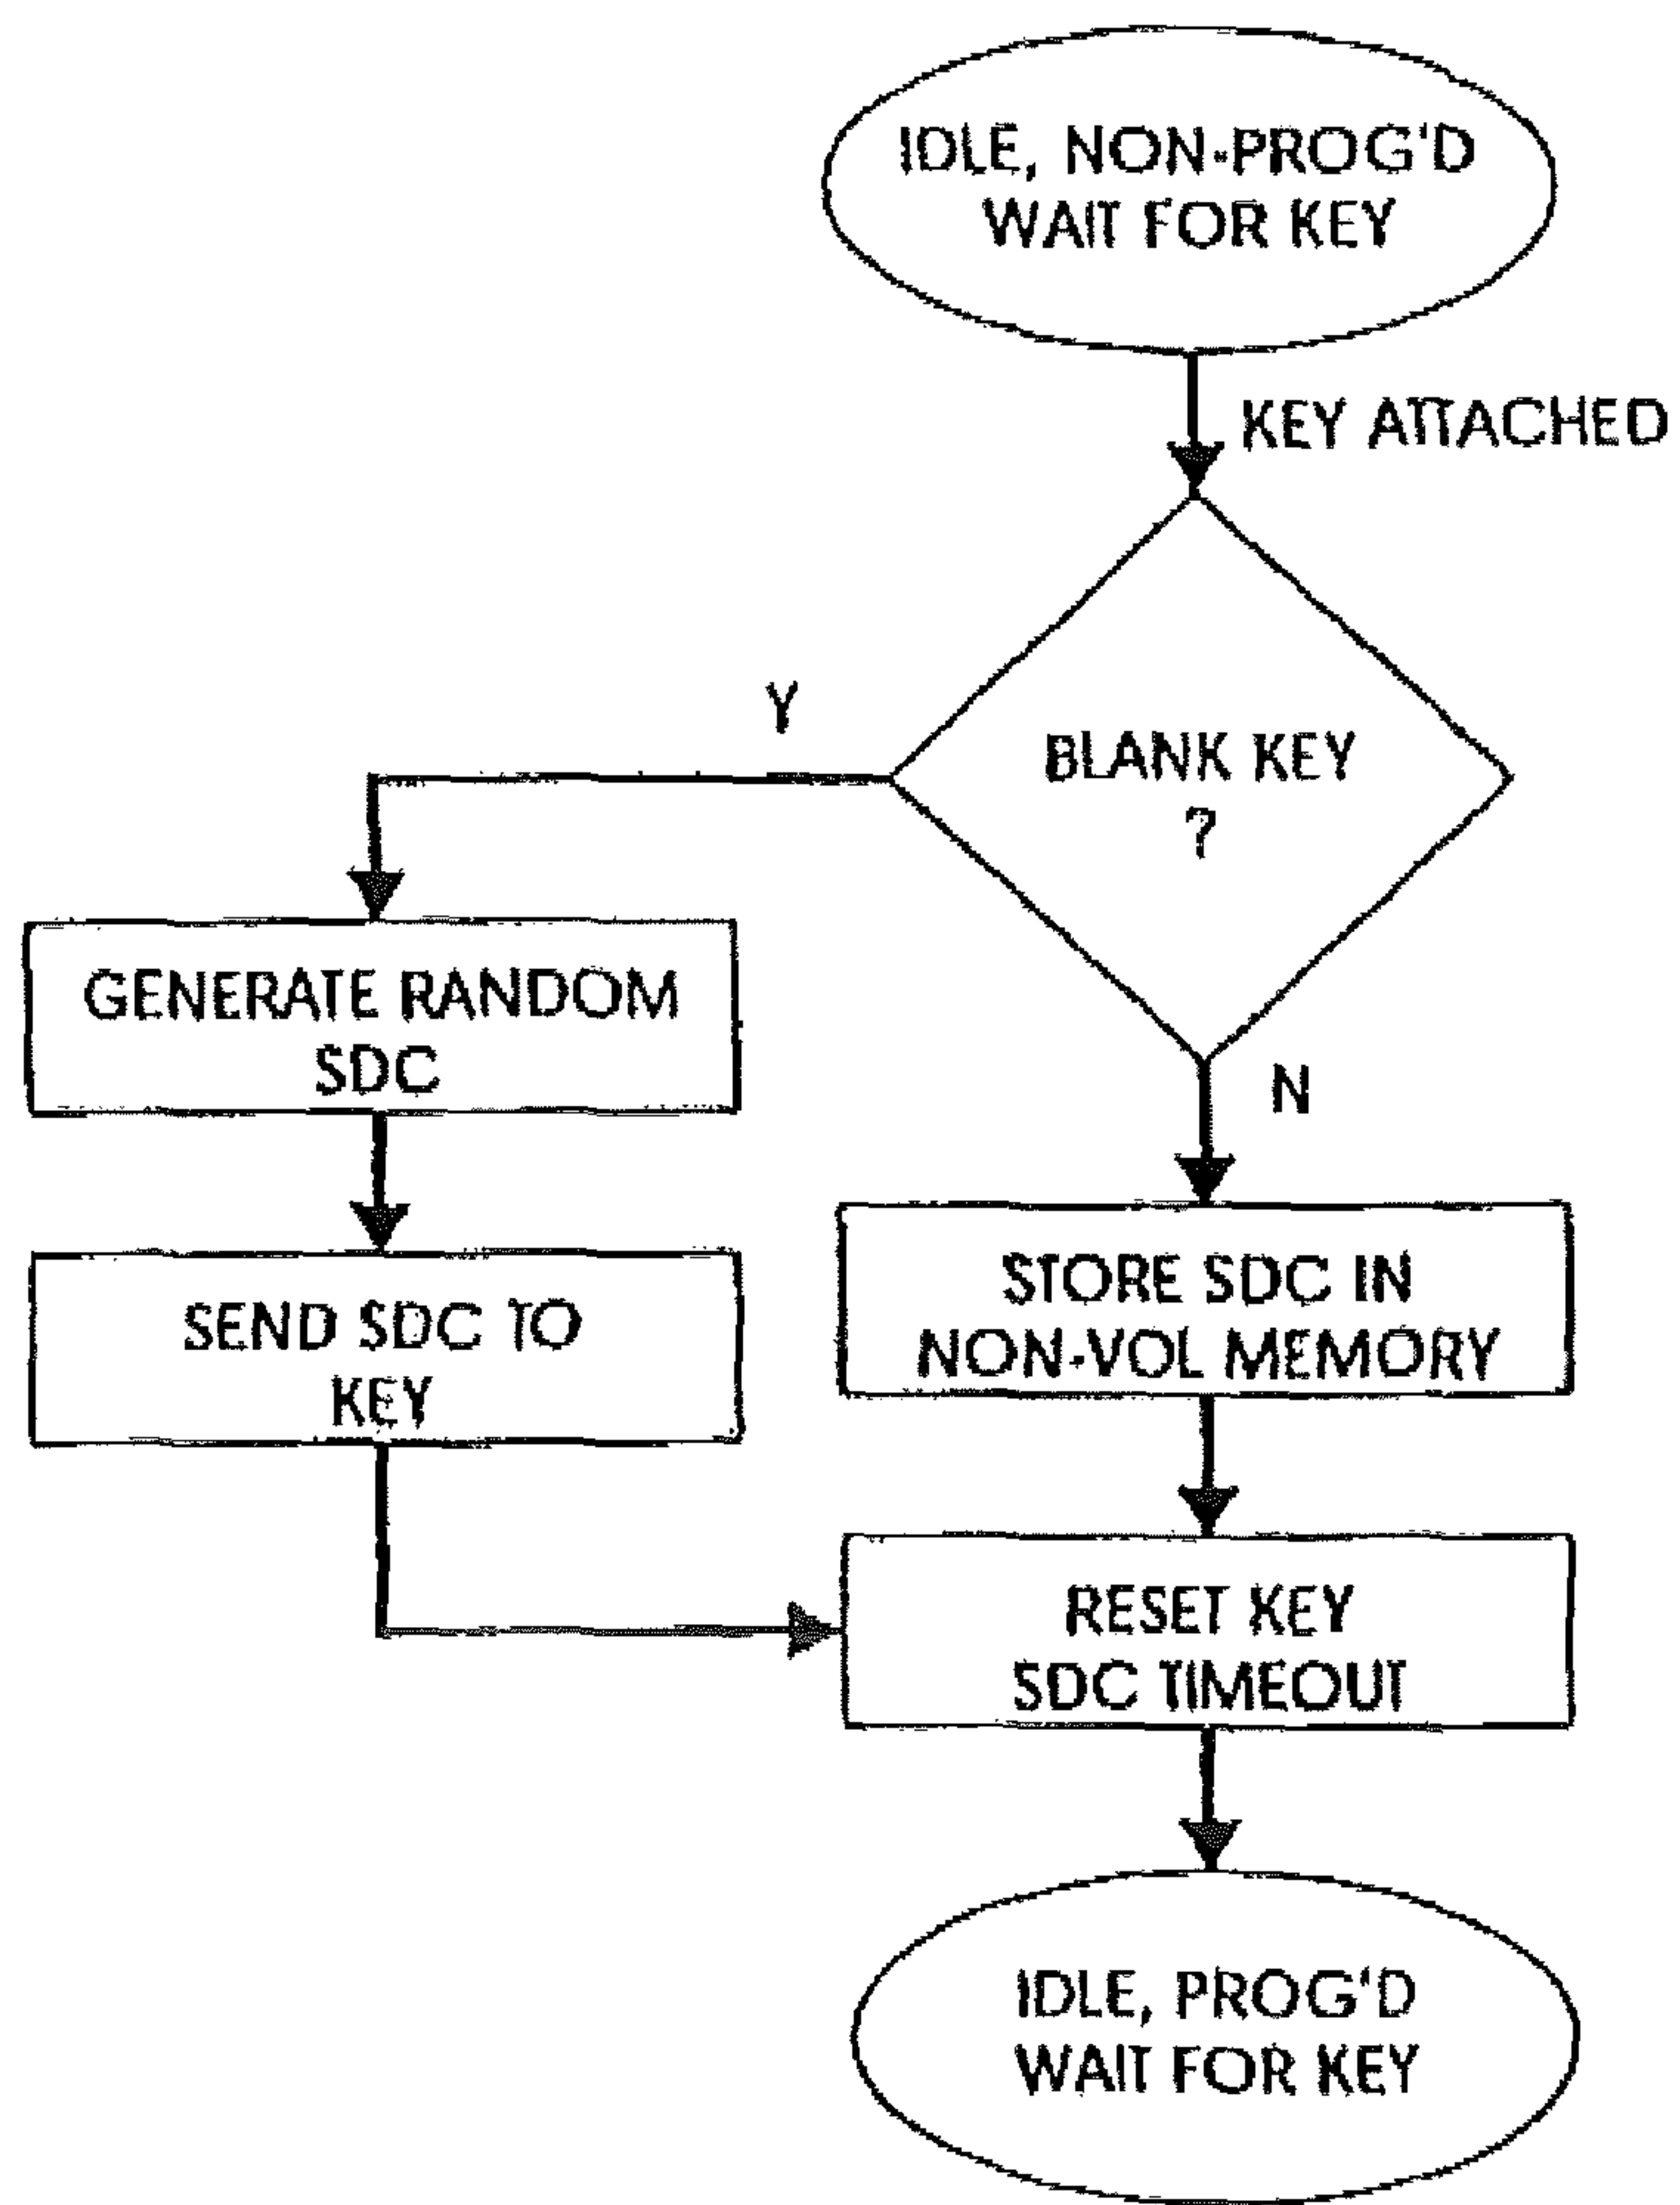 IDLE, NON-PROG'D
WAIT FOR KEY
KEY ATTACHED
BLANK KEY
?
Y
N
GENERATE RANDOM
SDC
SEND SDC TO
KEY
STORE SDC IN
NON-VOL MEMORY
RESET KEY
SDC TIMEOUT
IDLE, PROG'D
WAIT FOR KEY